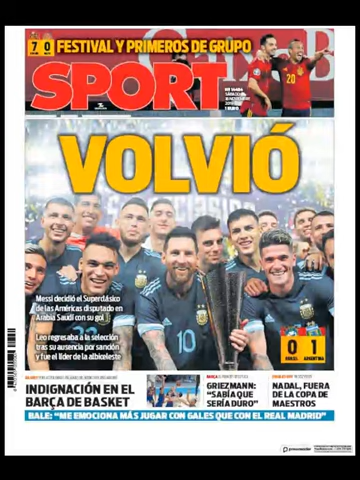 7 0
FESTIVAL Y PRIMEROS DE GRUPO
SPORT
VOLVIÓ
Messi decidió el Superclásico
de las Américas disputado en
Arabia Saudí con su gol
Leo regresaba a la selección
tras su ausencia por sanción
y fue el líder de la albiceleste
10
20
0 1
BRASIL ARGENTINA
INDIGNACIÓN EN EL
BARÇA DE BASKET
GRIEZMANN:
“SABÍA QUE
SERÍA DURO”
NADAL, FUERA
DE LA COPA DE
MAESTROS
BALE: “ME EMOCIONA MÁS JUGAR CON GALES QUE CON EL REAL MADRID”